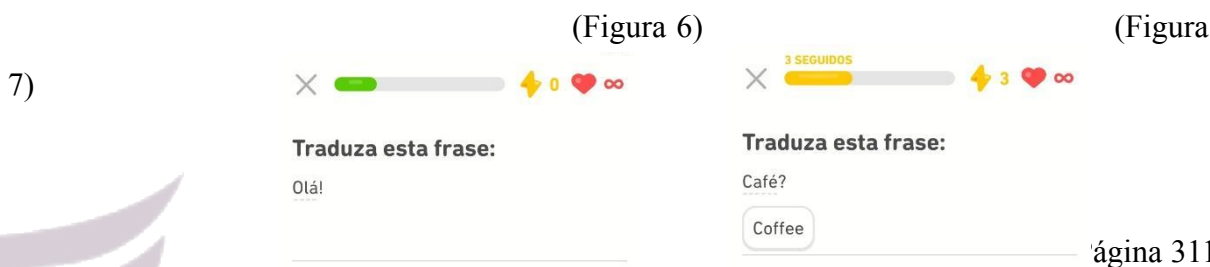 (Figura 6) (Figura
7)
3 SEGUIDOS
0 ∞ 3 ∞
Traduza esta frase: Traduza esta frase:
Olá! Café?
Coffee
ágina 311